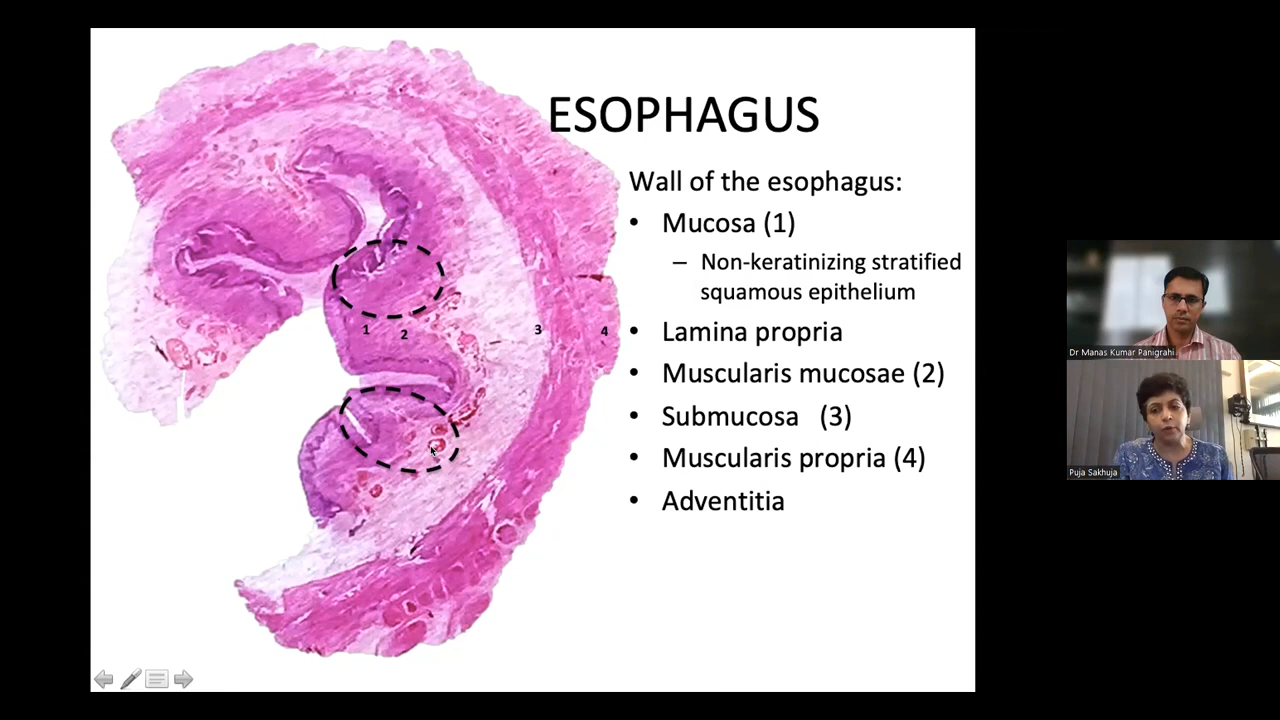 ESOPHAGUS
Wall of the esophagus:
• Mucosa (1)
– Non-keratinizing stratified
squamous epithelium
• Lamina propria
• Muscularis mucosae (2)
• Submucosa (3)
• Muscularis propria (4)
• Adventitia
1
2
3
4
Dr Manas Kumar Panigrahi
Puja Sakhuja